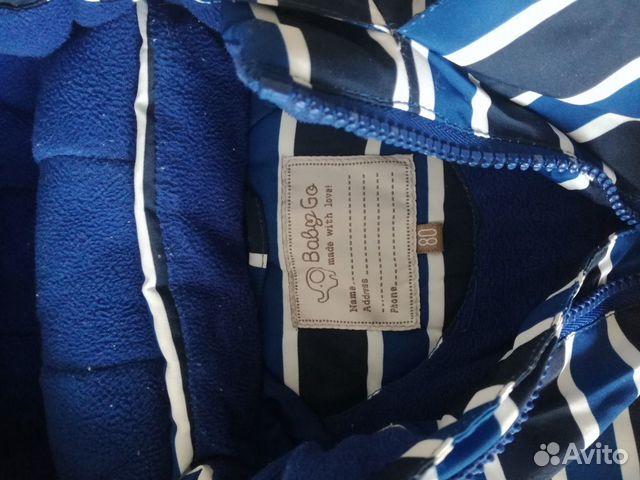 Baby Go
made with love!
Name
Address
Phone
80
Avito